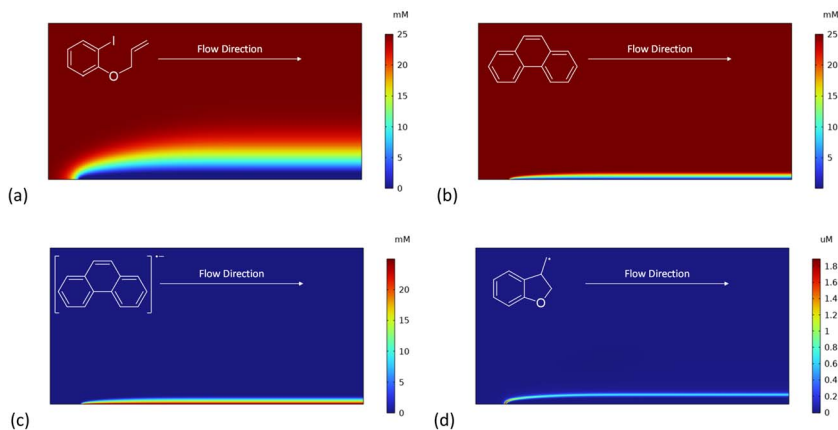 mM
I
O
Flow Direction
25
20
15
10
5
0
(a)
mM
Flow Direction
25
20
15
10
5
(b)
mM
•−
Flow Direction
20
15
10
5
0
(c)
uM
•
O
Flow Direction
1.8
1.6
1.4
1.2
1
0.8
0.6
0.4
0.2
0
(d)